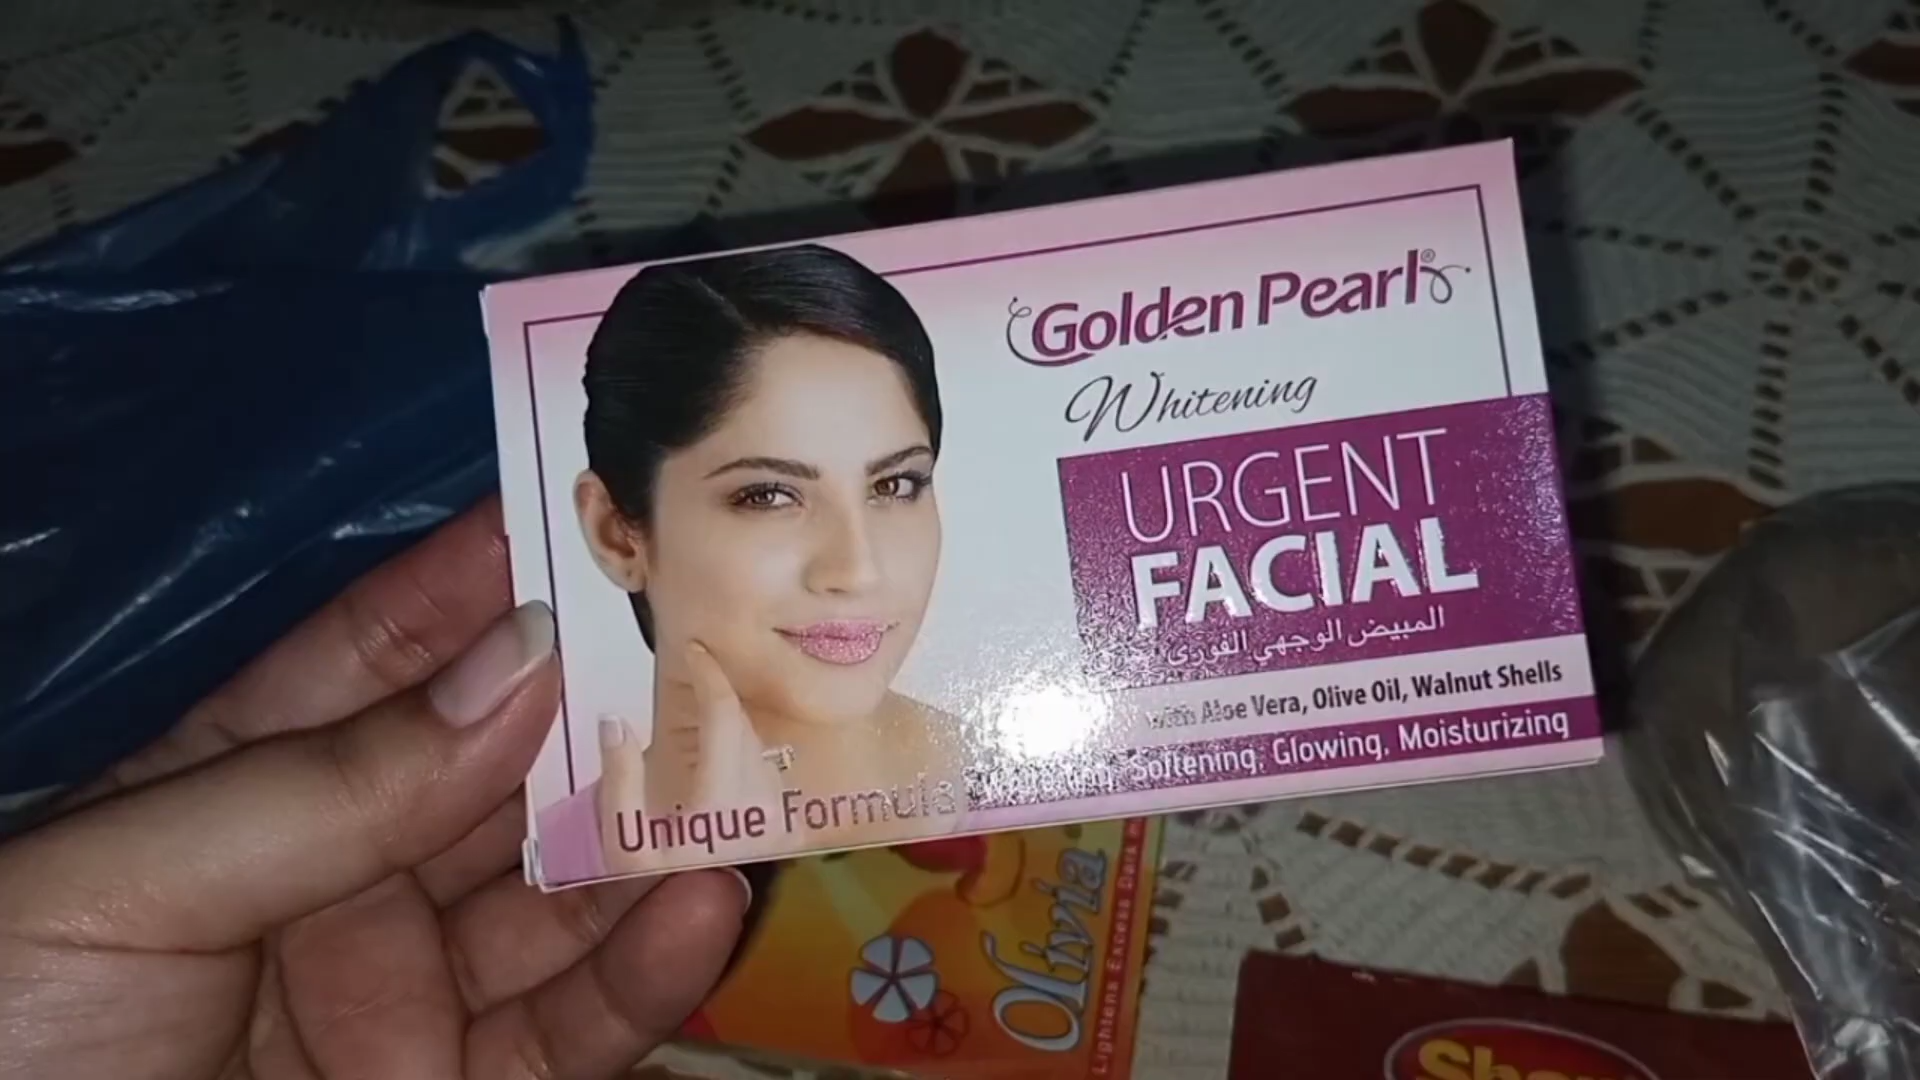 Golden Pearl®
Whitening
URGENT
FACIAL
المبيض الوجهي الفوري
with Aloe Vera, Olive Oil, Walnut Shells
Unique Formula Whitening, Softening, Glowing, Moisturizing
Olivia
Lightens Excess Dark